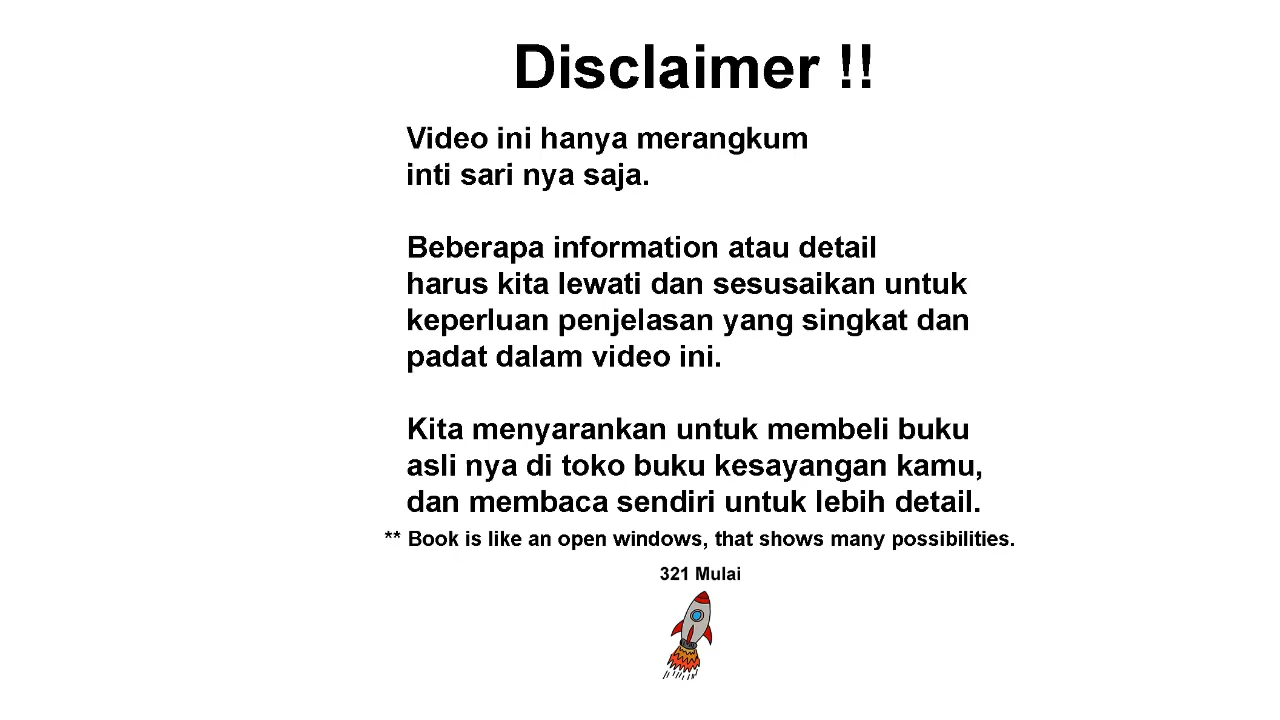 Disclaimer !!
Video ini hanya merangkum
inti sari nya saja.
Beberapa information atau detail
harus kita lewati dan sesusaikan untuk
keperluan penjelasan yang singkat dan
padat dalam video ini.
Kita menyarankan untuk membeli buku
asli nya di toko buku kesayangan kamu,
dan membaca sendiri untuk lebih detail.
** Book is like an open windows, that shows many possibilities.
321 Mulai